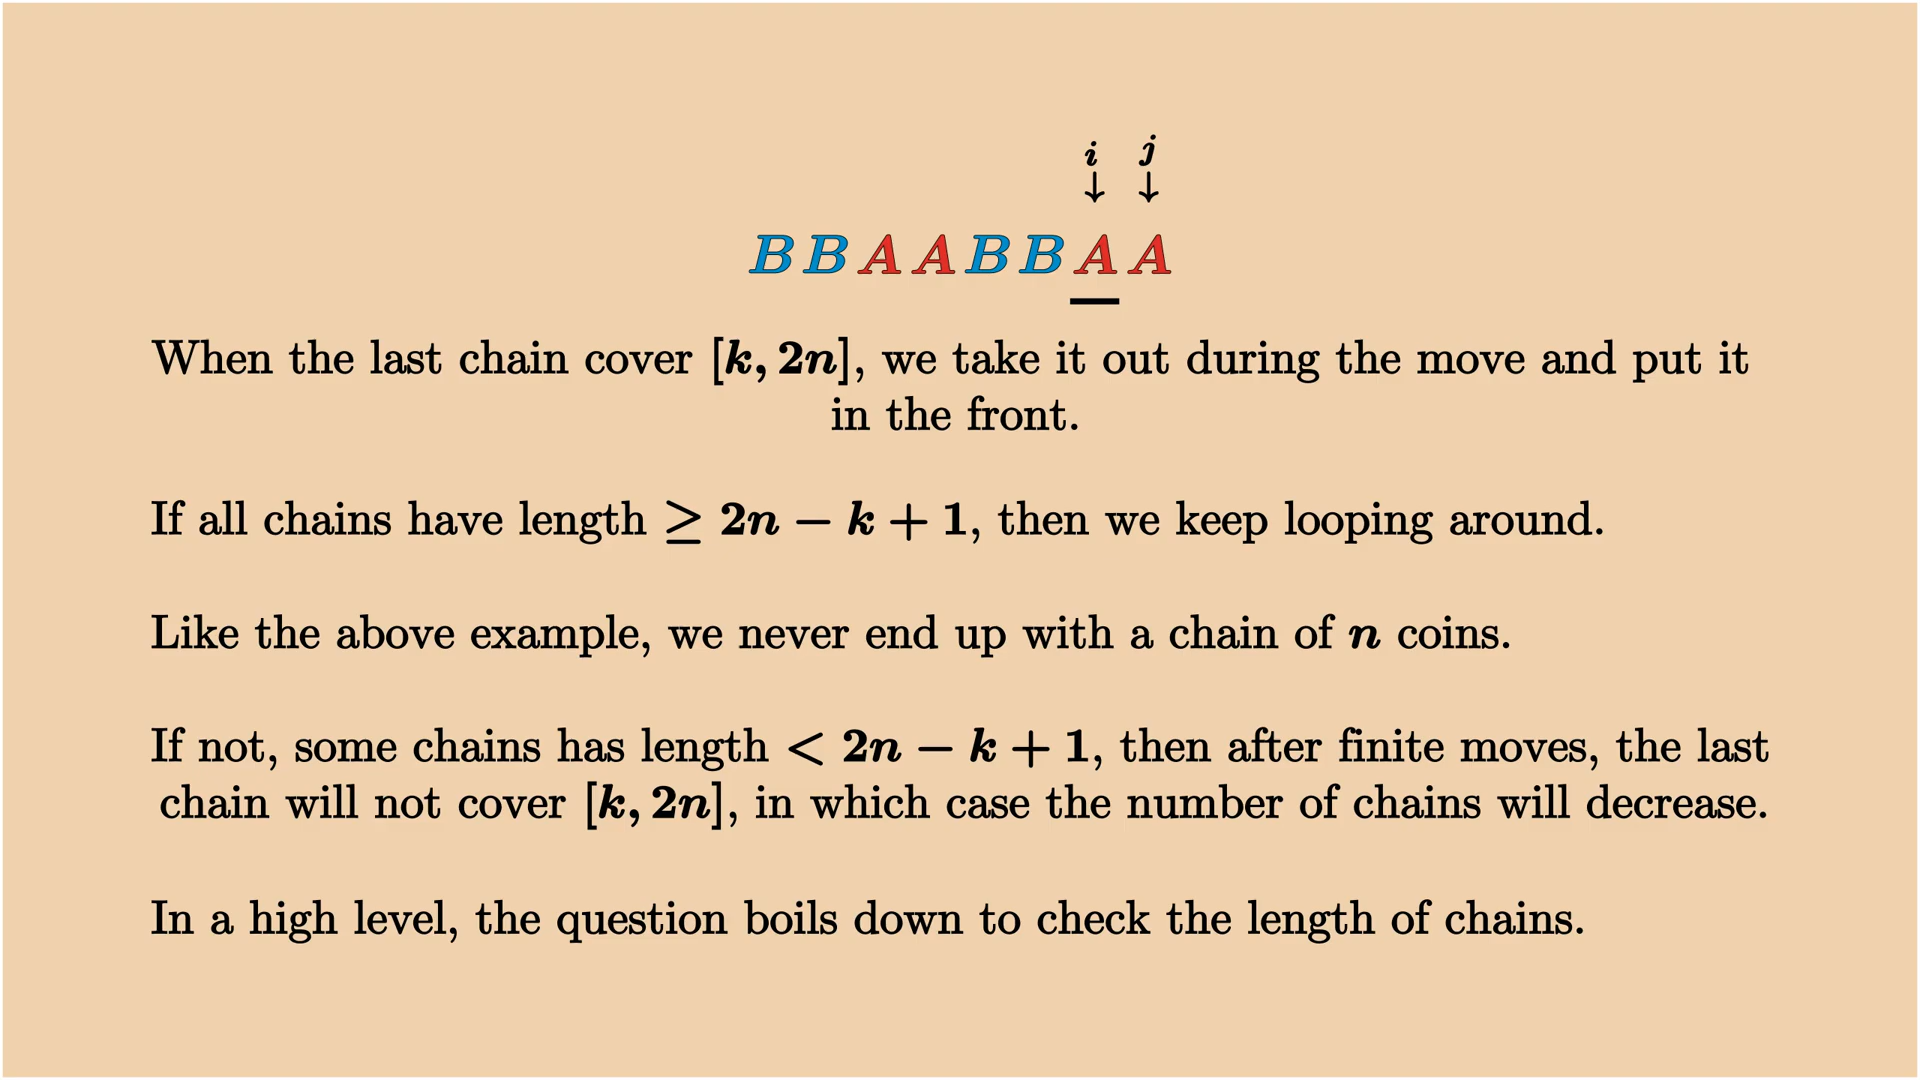 i j
↓ ↓
B B A A B B A A
When the last chain cover [k, 2n], we take it out during the move and put it
in the front.
If all chains have length ≥ 2n − k + 1, then we keep looping around.
Like the above example, we never end up with a chain of n coins.
If not, some chains has length < 2n − k + 1, then after finite moves, the last
chain will not cover [k, 2n], in which case the number of chains will decrease.
In a high level, the question boils down to check the length of chains.